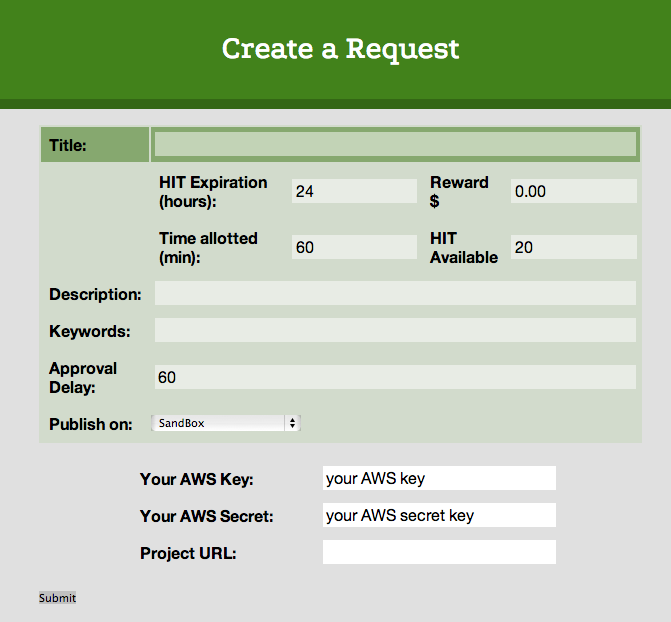 Create a Request
Title:
HIT Expiration (hours): 24 Reward $ 0.00
Time allotted (min): 60 HIT Available 20
Description:
Keywords:
Approval Delay: 60
Publish on: SandBox
Your AWS Key: your AWS key
Your AWS Secret: your AWS secret key
Project URL:
Submit